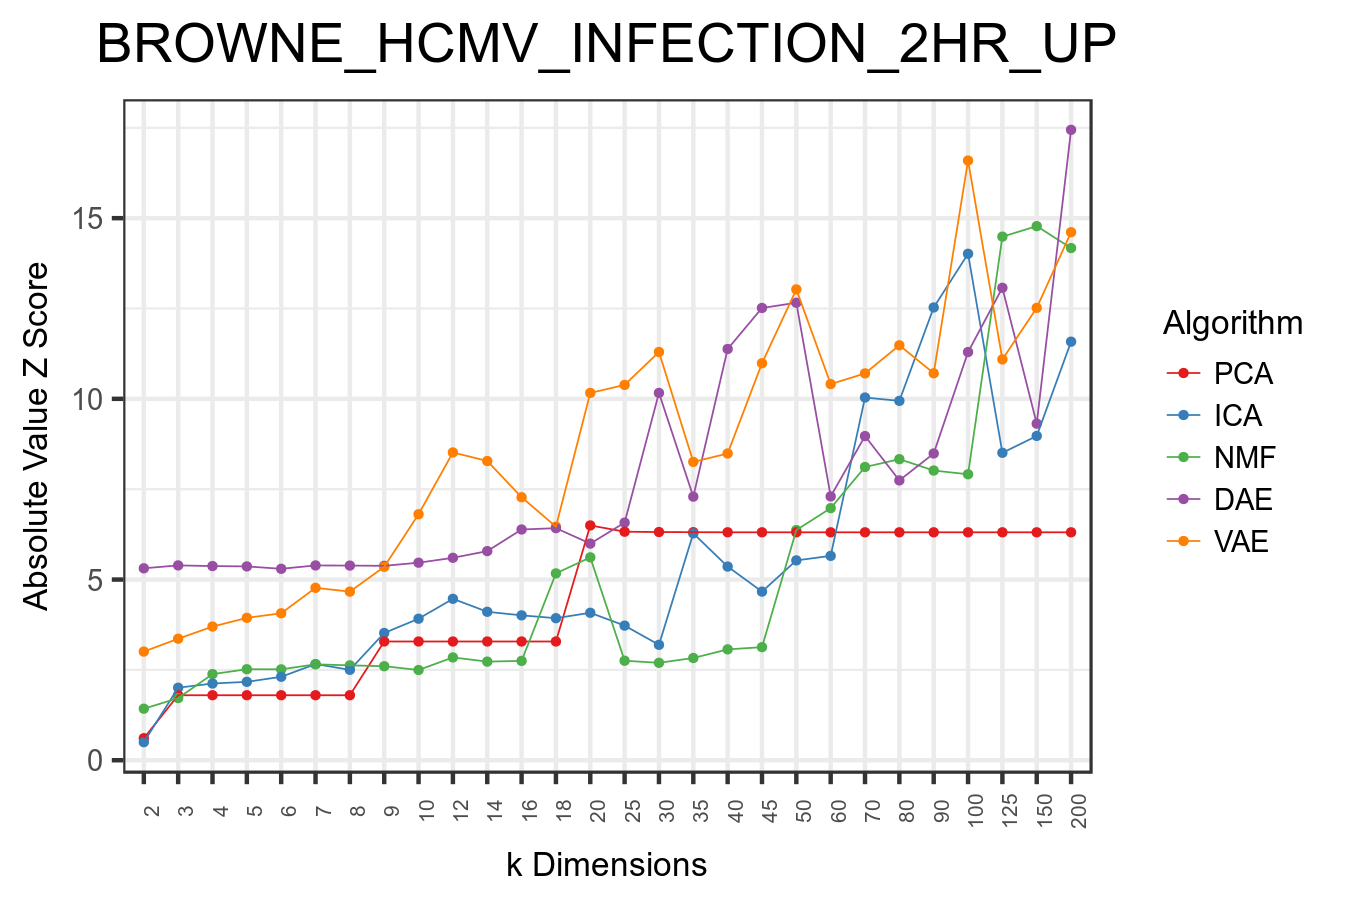 BROWNE_HCMV_INFECTION_2HR_UP
Absolute Value Z Score
15
10
5
0
2 3 4 5 6 7 8 9 10 12 14 16 18 20 25 30 35 40 45 50 60 70 80 90 100 125 150 200
k Dimensions
Algorithm
PCA
ICA
NMF
DAE
VAE